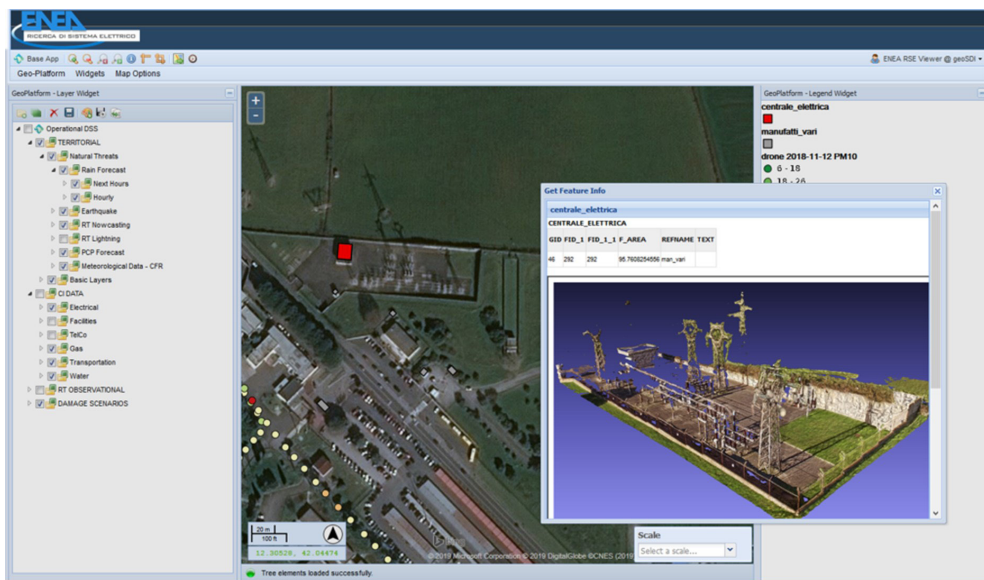 ENEA
RICERCA DI SISTEMA ELETTRICO
Base App
ENEA RSE Viewer @ geoSDI
Geo-Platform Widgets Map Options
GeoPlatform - Layer Widget
Operational DSS
TERRITORIAL
Natural Threats
Rain Forecast
Next Hours
Hourly
Earthquake
RT Nowcasting
RT Lightning
PCP Forecast
Meteorological Data - CFR
Basic Layers
CI DATA
Electrical
Facilities
TelCo
Gas
Transportation
Water
RT OBSERVATIONAL
DAMAGE SCENARIOS
+
-
20 m
100 ft
12.30520, 42.04474
© 2019 Microsoft Corporation © 2019 DigitalGlobe ©CNES (2019)
Scale
Select a scale...
Tree elements loaded successfully.
GeoPlatform - Legend Widget
centrale_elettrica
manufatti_vari
drone 2018-11-12 PM10
6 - 18
18 - 26
Get Feature Info
centrale_elettrica
CENTRALE_ELETTRICA
GID FID_1 FID_1_1 F_AREA REFNAME TEXT
46 292 292 man_vari